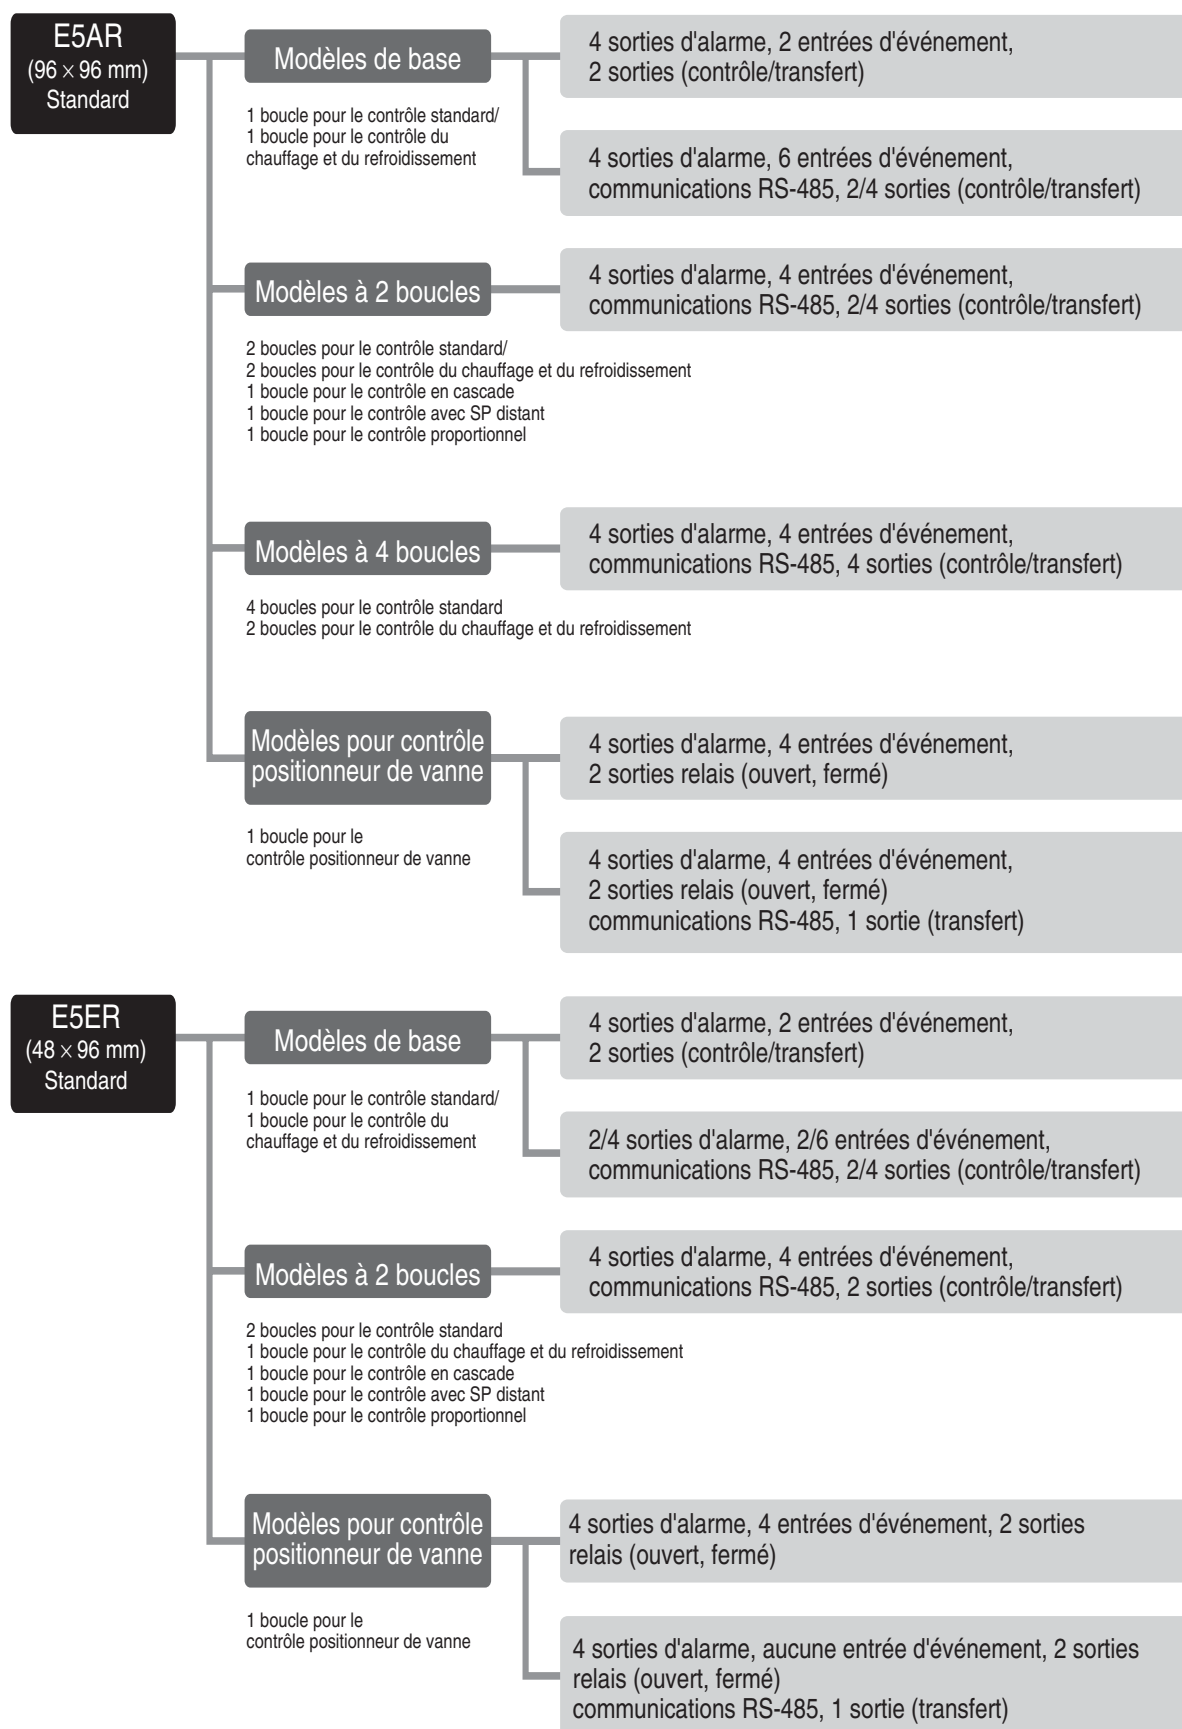 E5AR
(96 × 96 mm)
Standard
Modèles de base
1 boucle pour le contrôle standard/
1 boucle pour le contrôle du
chauffage et du refroidissement
4 sorties d'alarme, 2 entrées d'événement,
2 sorties (contrôle/transfert)
4 sorties d'alarme, 6 entrées d'événement,
communications RS-485, 2/4 sorties (contrôle/transfert)
Modèles à 2 boucles
2 boucles pour le contrôle standard/
2 boucles pour le contrôle du chauffage et du refroidissement
1 boucle pour le contrôle en cascade
1 boucle pour le contrôle avec SP distant
1 boucle pour le contrôle proportionnel
4 sorties d'alarme, 4 entrées d'événement,
communications RS-485, 2/4 sorties (contrôle/transfert)
Modèles à 4 boucles
4 boucles pour le contrôle standard
2 boucles pour le contrôle du chauffage et du refroidissement
4 sorties d'alarme, 4 entrées d'événement,
communications RS-485, 4 sorties (contrôle/transfert)
Modèles pour contrôle
positionneur de vanne
1 boucle pour le
contrôle positionneur de vanne
4 sorties d'alarme, 4 entrées d'événement,
2 sorties relais (ouvert, fermé)
4 sorties d'alarme, 4 entrées d'événement,
2 sorties relais (ouvert, fermé)
communications RS-485, 1 sortie (transfert)
E5ER
(48 × 96 mm)
Standard
Modèles de base
1 boucle pour le contrôle standard/
1 boucle pour le contrôle du
chauffage et du refroidissement
4 sorties d'alarme, 2 entrées d'événement,
2 sorties (contrôle/transfert)
2/4 sorties d'alarme, 2/6 entrées d'événement,
communications RS-485, 2/4 sorties (contrôle/transfert)
Modèles à 2 boucles
2 boucles pour le contrôle standard
1 boucle pour le contrôle du chauffage et du refroidissement
1 boucle pour le contrôle en cascade
1 boucle pour le contrôle avec SP distant
1 boucle pour le contrôle proportionnel
4 sorties d'alarme, 4 entrées d'événement,
communications RS-485, 2 sorties (contrôle/transfert)
Modèles pour contrôle
positionneur de vanne
1 boucle pour le
contrôle positionneur de vanne
4 sorties d'alarme, 4 entrées d'événement, 2 sorties
relais (ouvert, fermé)
4 sorties d'alarme, aucune entrée d'événement, 2 sorties
relais (ouvert, fermé)
communications RS-485, 1 sortie (transfert)